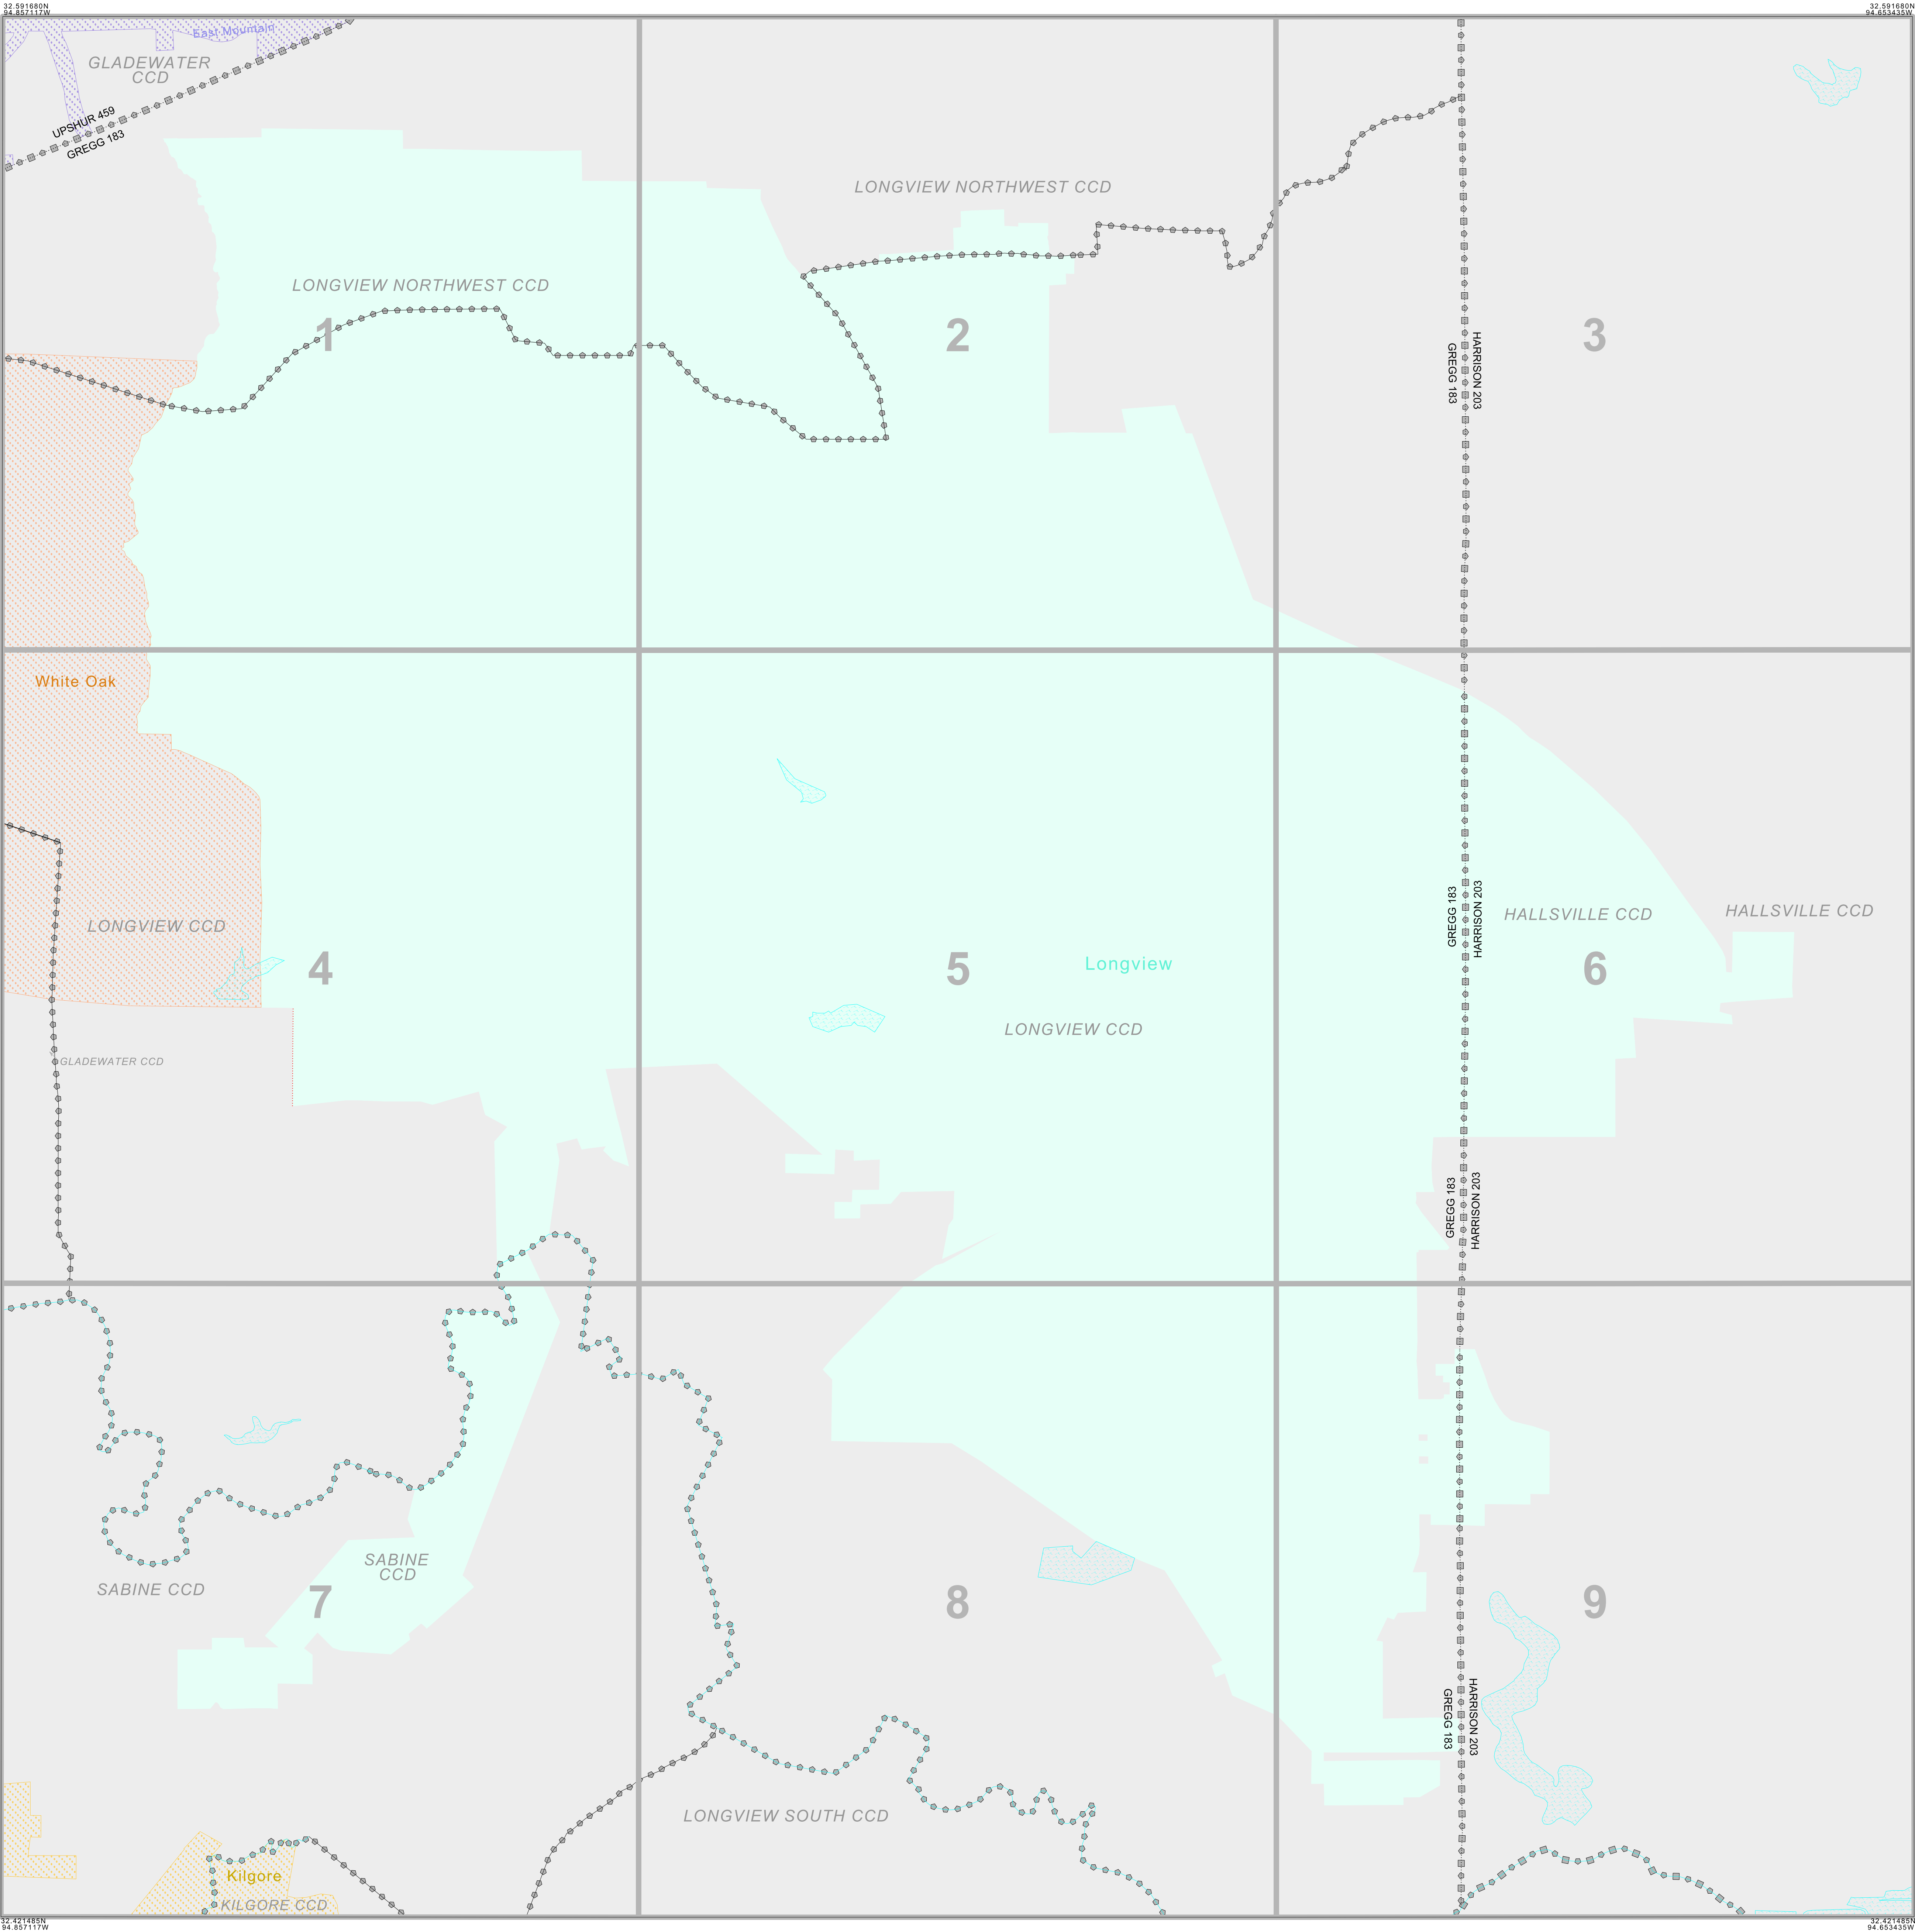 32.591680N
94.857117W
32.591680N
94.653435W
East Mountain
GLADEWATER
CCD
UPSHUR 459
GREGG 183
LONGVIEW NORTHWEST CCD
LONGVIEW NORTHWEST CCD
1
2
3
HARRISON 203
GREGG 183
White Oak
LONGVIEW CCD
4
GLADEWATER CCD
5
Longview
LONGVIEW CCD
GREGG 183
HARRISON 203
HALLSVILLE CCD
HALLSVILLE CCD
6
GREGG 183
HARRISON 203
SABINE
CCD
SABINE CCD
7
8
9
HARRISON 203
GREGG 183
LONGVIEW SOUTH CCD
Kilgore
KILGORE CCD
32.421485N
94.857117W
32.421485N
94.653435W